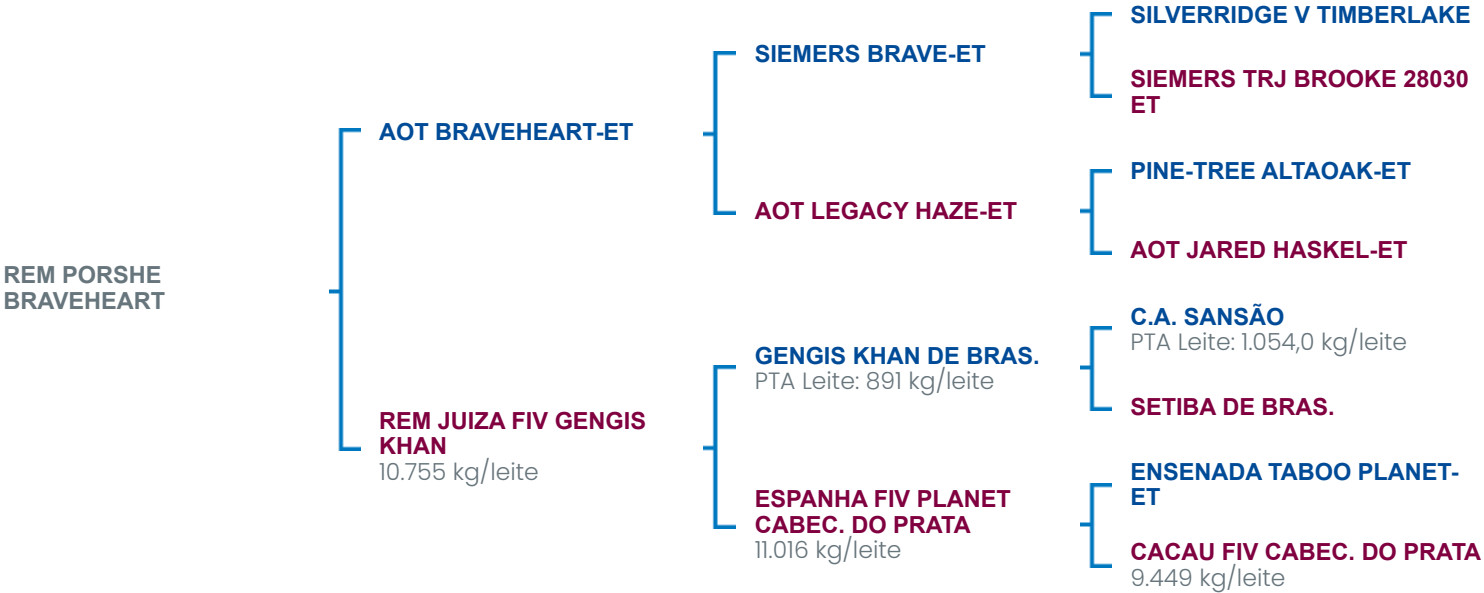 REM PORSHE
BRAVEHEART
AOT BRAVEHEART-ET
REM JUIZA FIV GENGIS
KHAN
10.755 kg/leite
SIEMERS BRAVE-ET
AOT LEGACY HAZE-ET
GENGIS KHAN DE BRAS.
PTA Leite: 891 kg/leite
ESPANHA FIV PLANET
CABEC. DO PRATA
11.016 kg/leite
SILVERRIDGE V TIMBERLAKE
SIEMERS TRJ BROOKE 28030
ET
PINE-TREE ALTAOAK-ET
AOT JARED HASKEL-ET
C.A. SANSÃO
PTA Leite: 1.054,0 kg/leite
SETIBA DE BRAS.
ENSENADA TABOO PLANET-
ET
CACAU FIV CABEC. DO PRATA
9.449 kg/leite